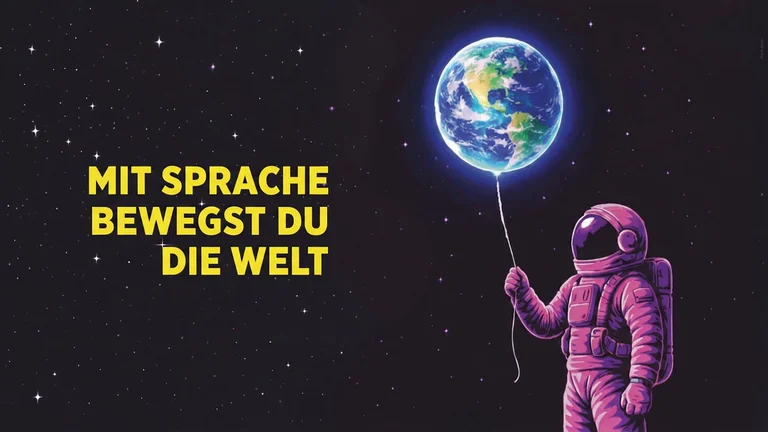 MIT SPRACHE
BEWEGST DU
DIE WELT